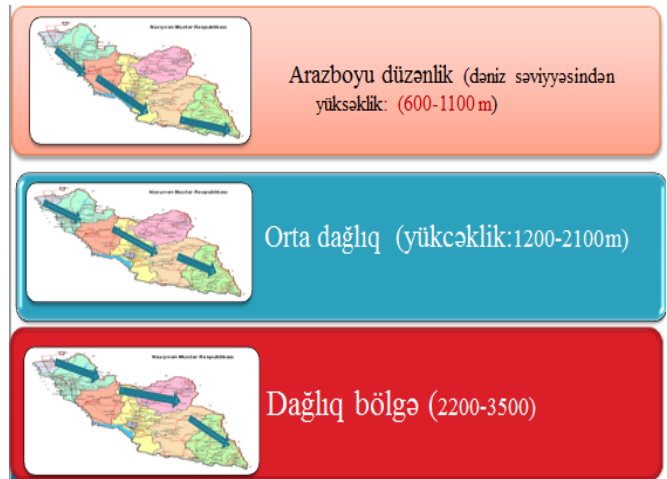 Naxçıvan Muxtar Respublikası
Arazboyu düzənlik (dəniz səviyyəsindən
yüksəklik: (600-1100 m)
Naxçıvan Muxtar Respublikası
Orta dağlıq (yükcəklik:1200-2100m)
Naxçıvan Muxtar Respublikası
Dağlıq bölgə (2200-3500)